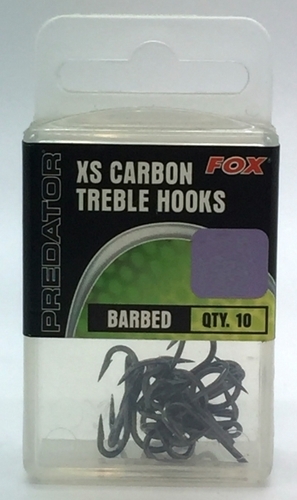 PREDATOR
XS CARBON
TREBLE HOOKS
FOX
BARBED
QTY. 10